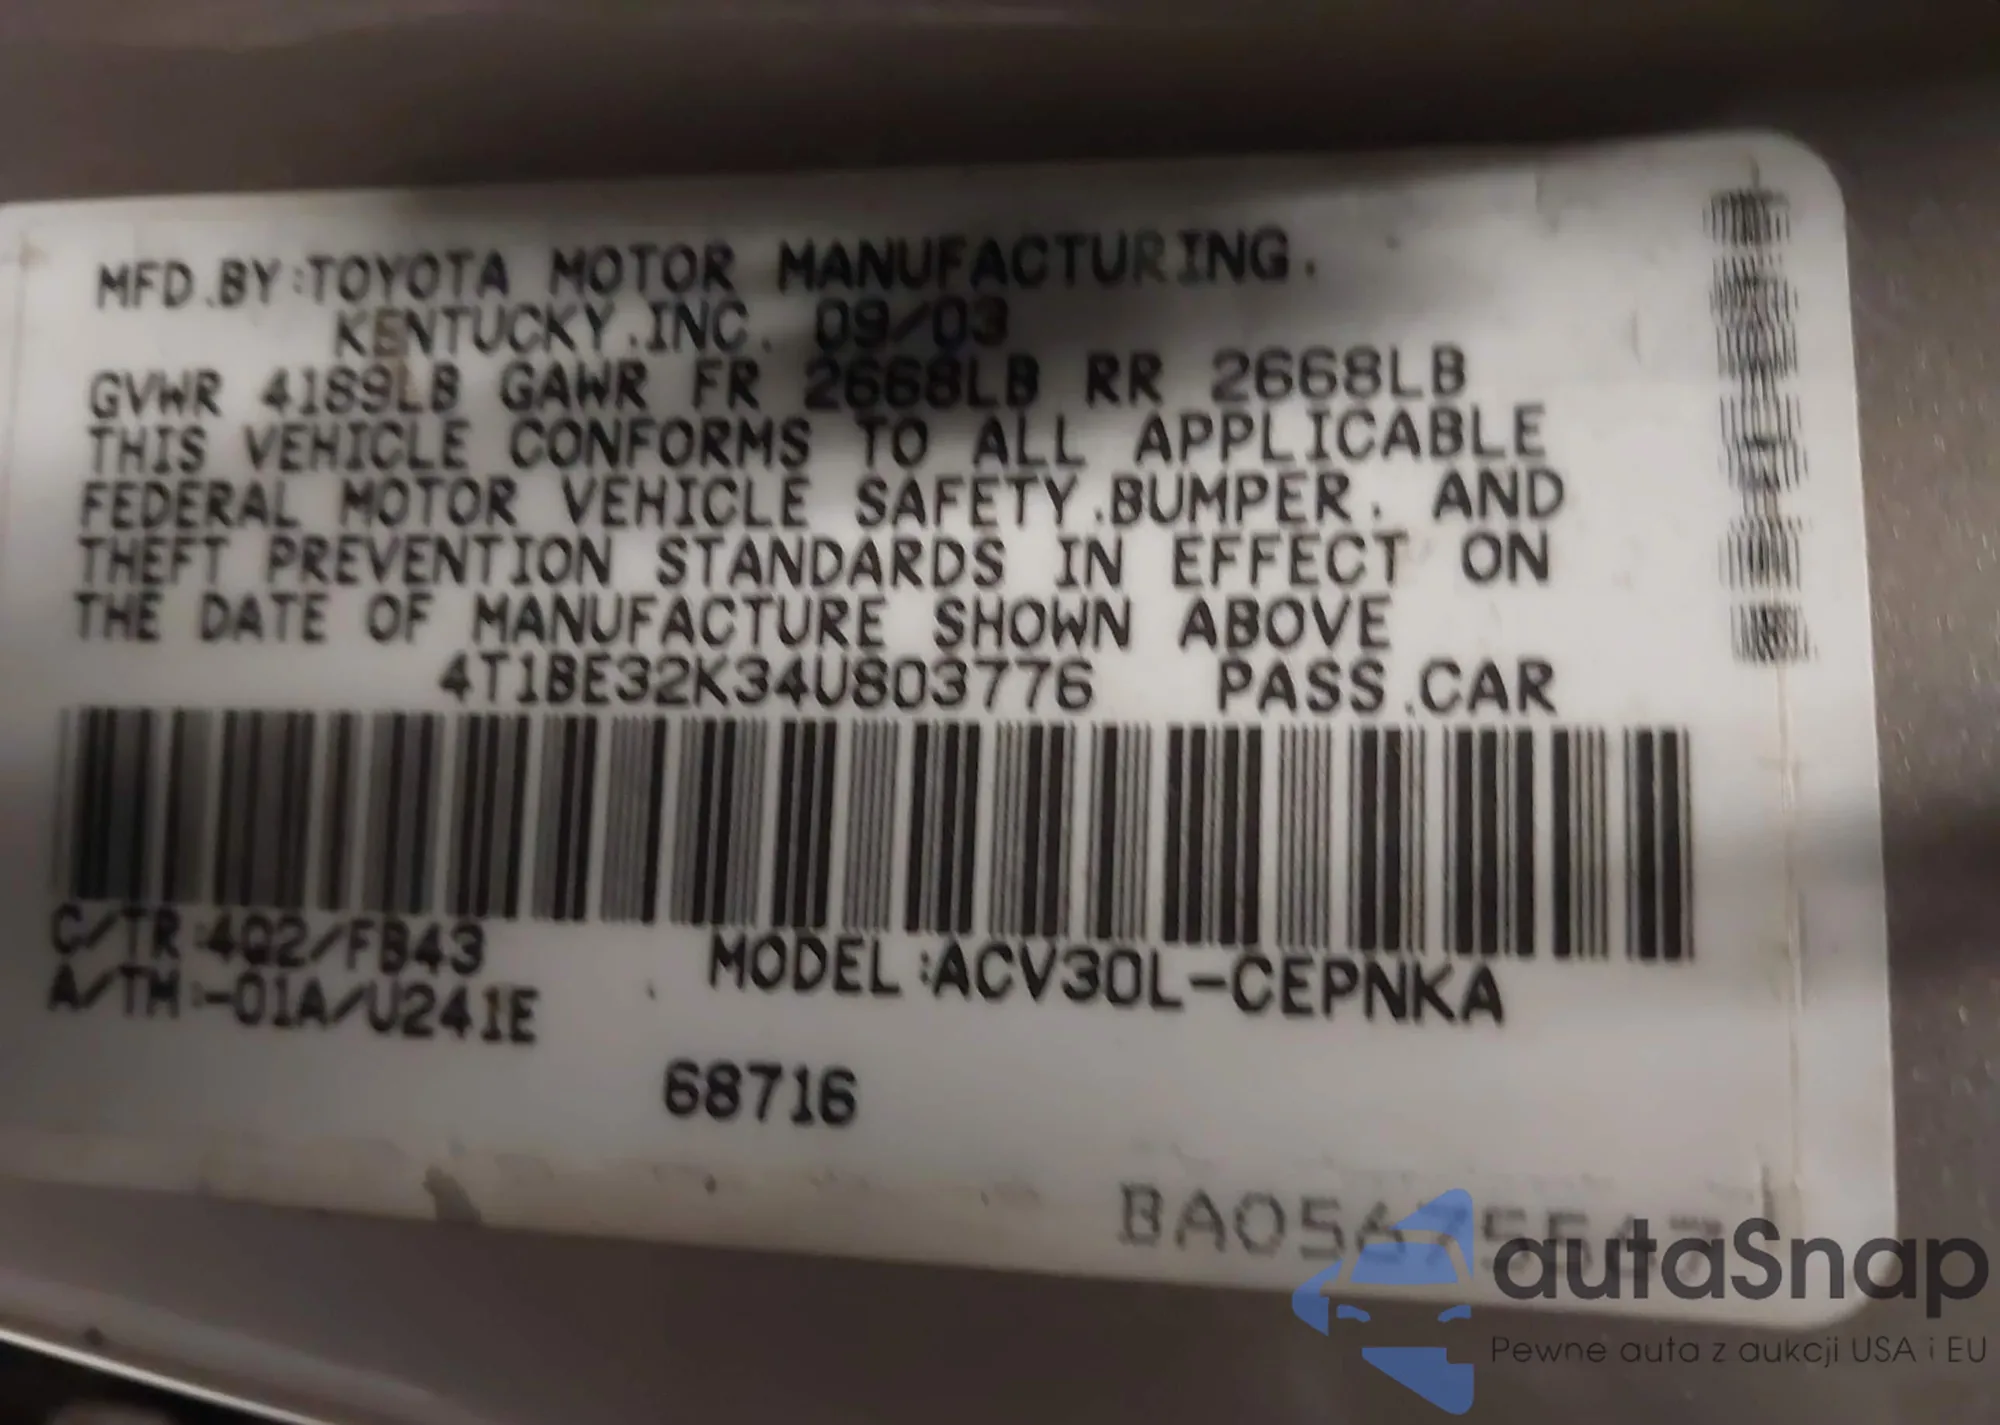 MFD.BY:TOYOTA MOTOR MANUFACTURING.
KENTUCKY.INC. 09/03
GVWR 4189LB GAWR FR 2668LB RR 2668LB
THIS VEHICLE CONFORMS TO ALL APPLICABLE
FEDERAL MOTOR VEHICLE SAFETY.BUMPER. AND
THEFT PREVENTION STANDARDS IN EFFECT ON
THE DATE OF MANUFACTURE SHOWN ABOVE
4T1BE32K34U803776 PASS.CAR
C/TR:4Q2/FB43
A/TM:-01A/U241E
MODEL:ACV30L-CEPNKA
68716
autaSnap
Pewne auta z aukcji USA i EU